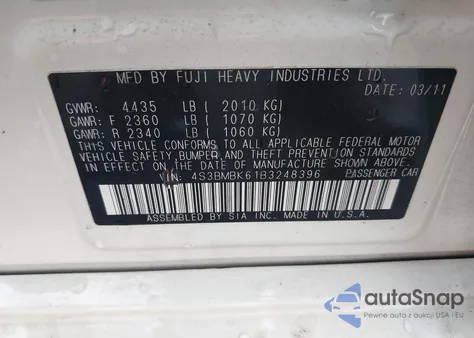 MFD BY FUJI HEAVY INDUSTRIES LTD.
DATE: 03/11
GVWR: 4435 LB ( 2010 KG)
GAWR: F 2360 LB ( 1070 KG)
GAWR: R 2340 LB ( 1060 KG)
THIS VEHICLE CONFORMS TO ALL APPLICABLE FEDERAL MOTOR
VEHICLE SAFETY, BUMPER, AND THEFT PREVENTION STANDARDS
IN EFFECT ON THE DATE OF MANUFACTURE SHOWN ABOVE.
VIN: 4S3BMBK61B3248396 PASSENGER CAR
ASSEMBLED BY SIA INC. MADE IN U.S.A.
autoSnap
Pewne auto z USA i EU